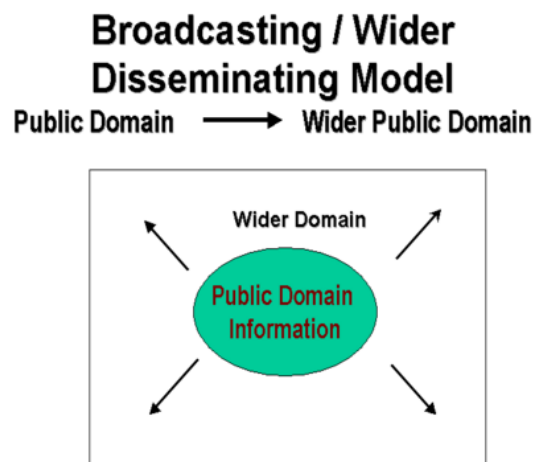 Broadcasting / Wider
Disseminating Model
Public Domain Wider Public Domain
Wider Domain
Public Domain
Information